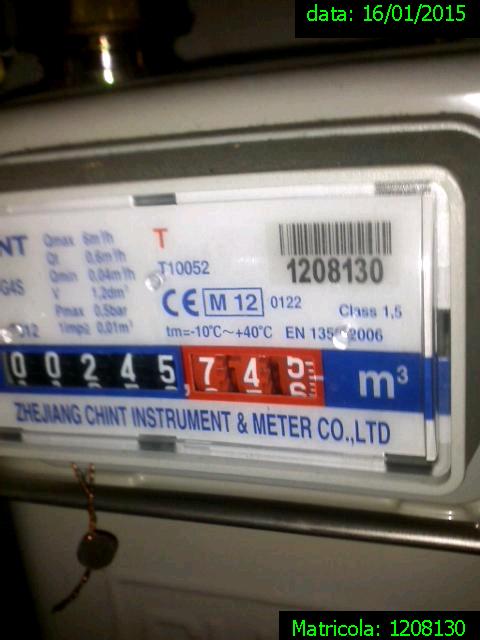 data: 16/01/2015
NT
Qmax 6m³/h
T
Qt 0,6m³/h
T10052
1208130
G4S
Qmin 0,04m³/h
V 1,2dm³
CE M 12 0122
Class 1,5
Pmax 0,5bar
1imp≙ 0,01m³
tm=-10°C~+40°C EN 1359:2006
00245,74
m³
ZHEJIANG CHINT INSTRUMENT & METER CO.,LTD
Matricola: 1208130